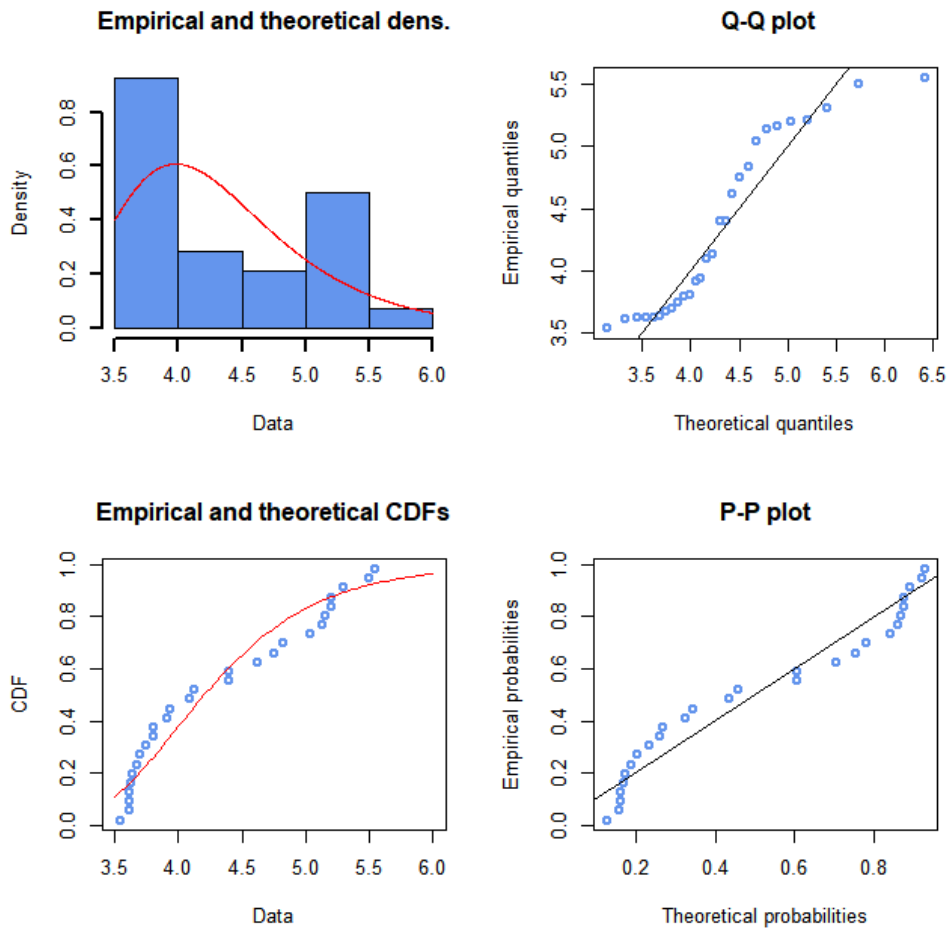 Empirical and theoretical dens.
Density
0.0 0.2 0.4 0.6 0.8
3.5 4.0 4.5 5.0 5.5 6.0
Data
Q-Q plot
Empirical quantiles
3.5 4.0 4.5 5.0 5.5
3.5 4.0 4.5 5.0 5.5 6.0 6.5
Theoretical quantiles
Empirical and theoretical CDFs
CDF
0.0 0.2 0.4 0.6 0.8 1.0
3.5 4.0 4.5 5.0 5.5 6.0
Data
P-P plot
Empirical probabilities
0.0 0.2 0.4 0.6 0.8 1.0
0.2 0.4 0.6 0.8
Theoretical probabilities